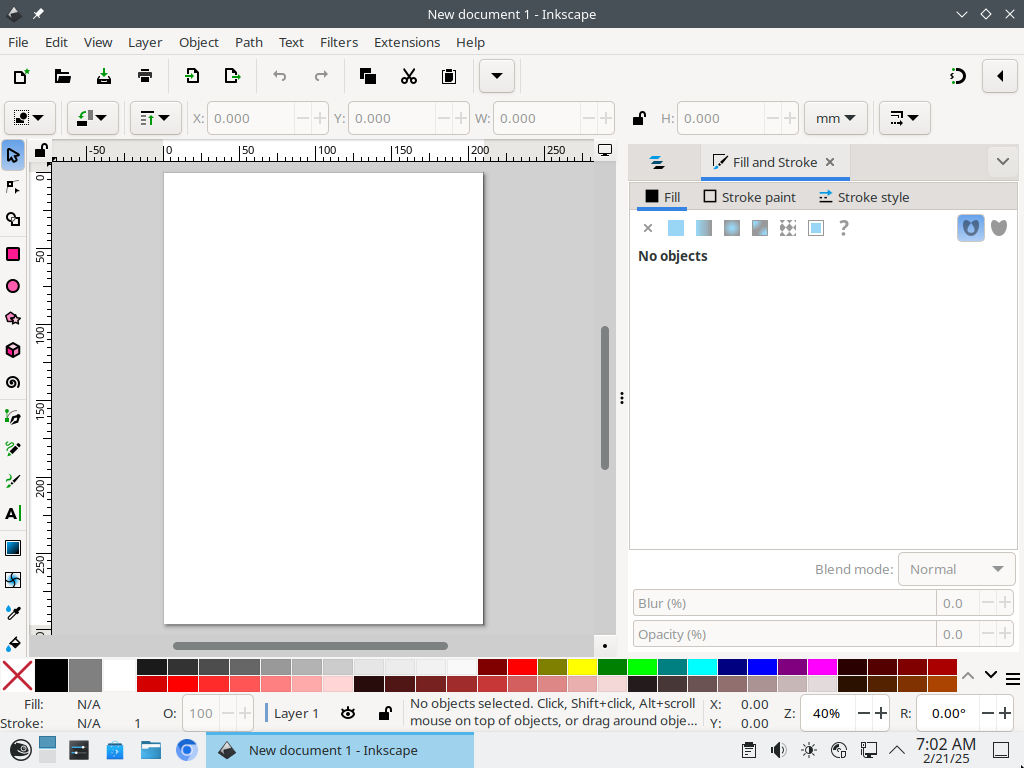 New document 1 - Inkscape
File Edit View Layer Object Path Text Filters Extensions Help
X: 0.000 Y: 0.000 W: 0.000 H: 0.000 mm
-50 0 50 100 150 200 250
Fill and Stroke
0 50 100 150 200 250
Fill Stroke paint Stroke style
?
No objects
Blend mode: Normal
Blur (%) 0.0
Opacity (%) 0.0
Fill: N/A
Stroke: N/A 1
O: 100
Layer 1
No objects selected. Click, Shift+click, Alt+scroll
mouse on top of objects, or drag around obje...
X: 0.00
Y: 0.00
Z: 40%
R: 0.00°
New document 1 - Inkscape
7:02 AM
2/21/25